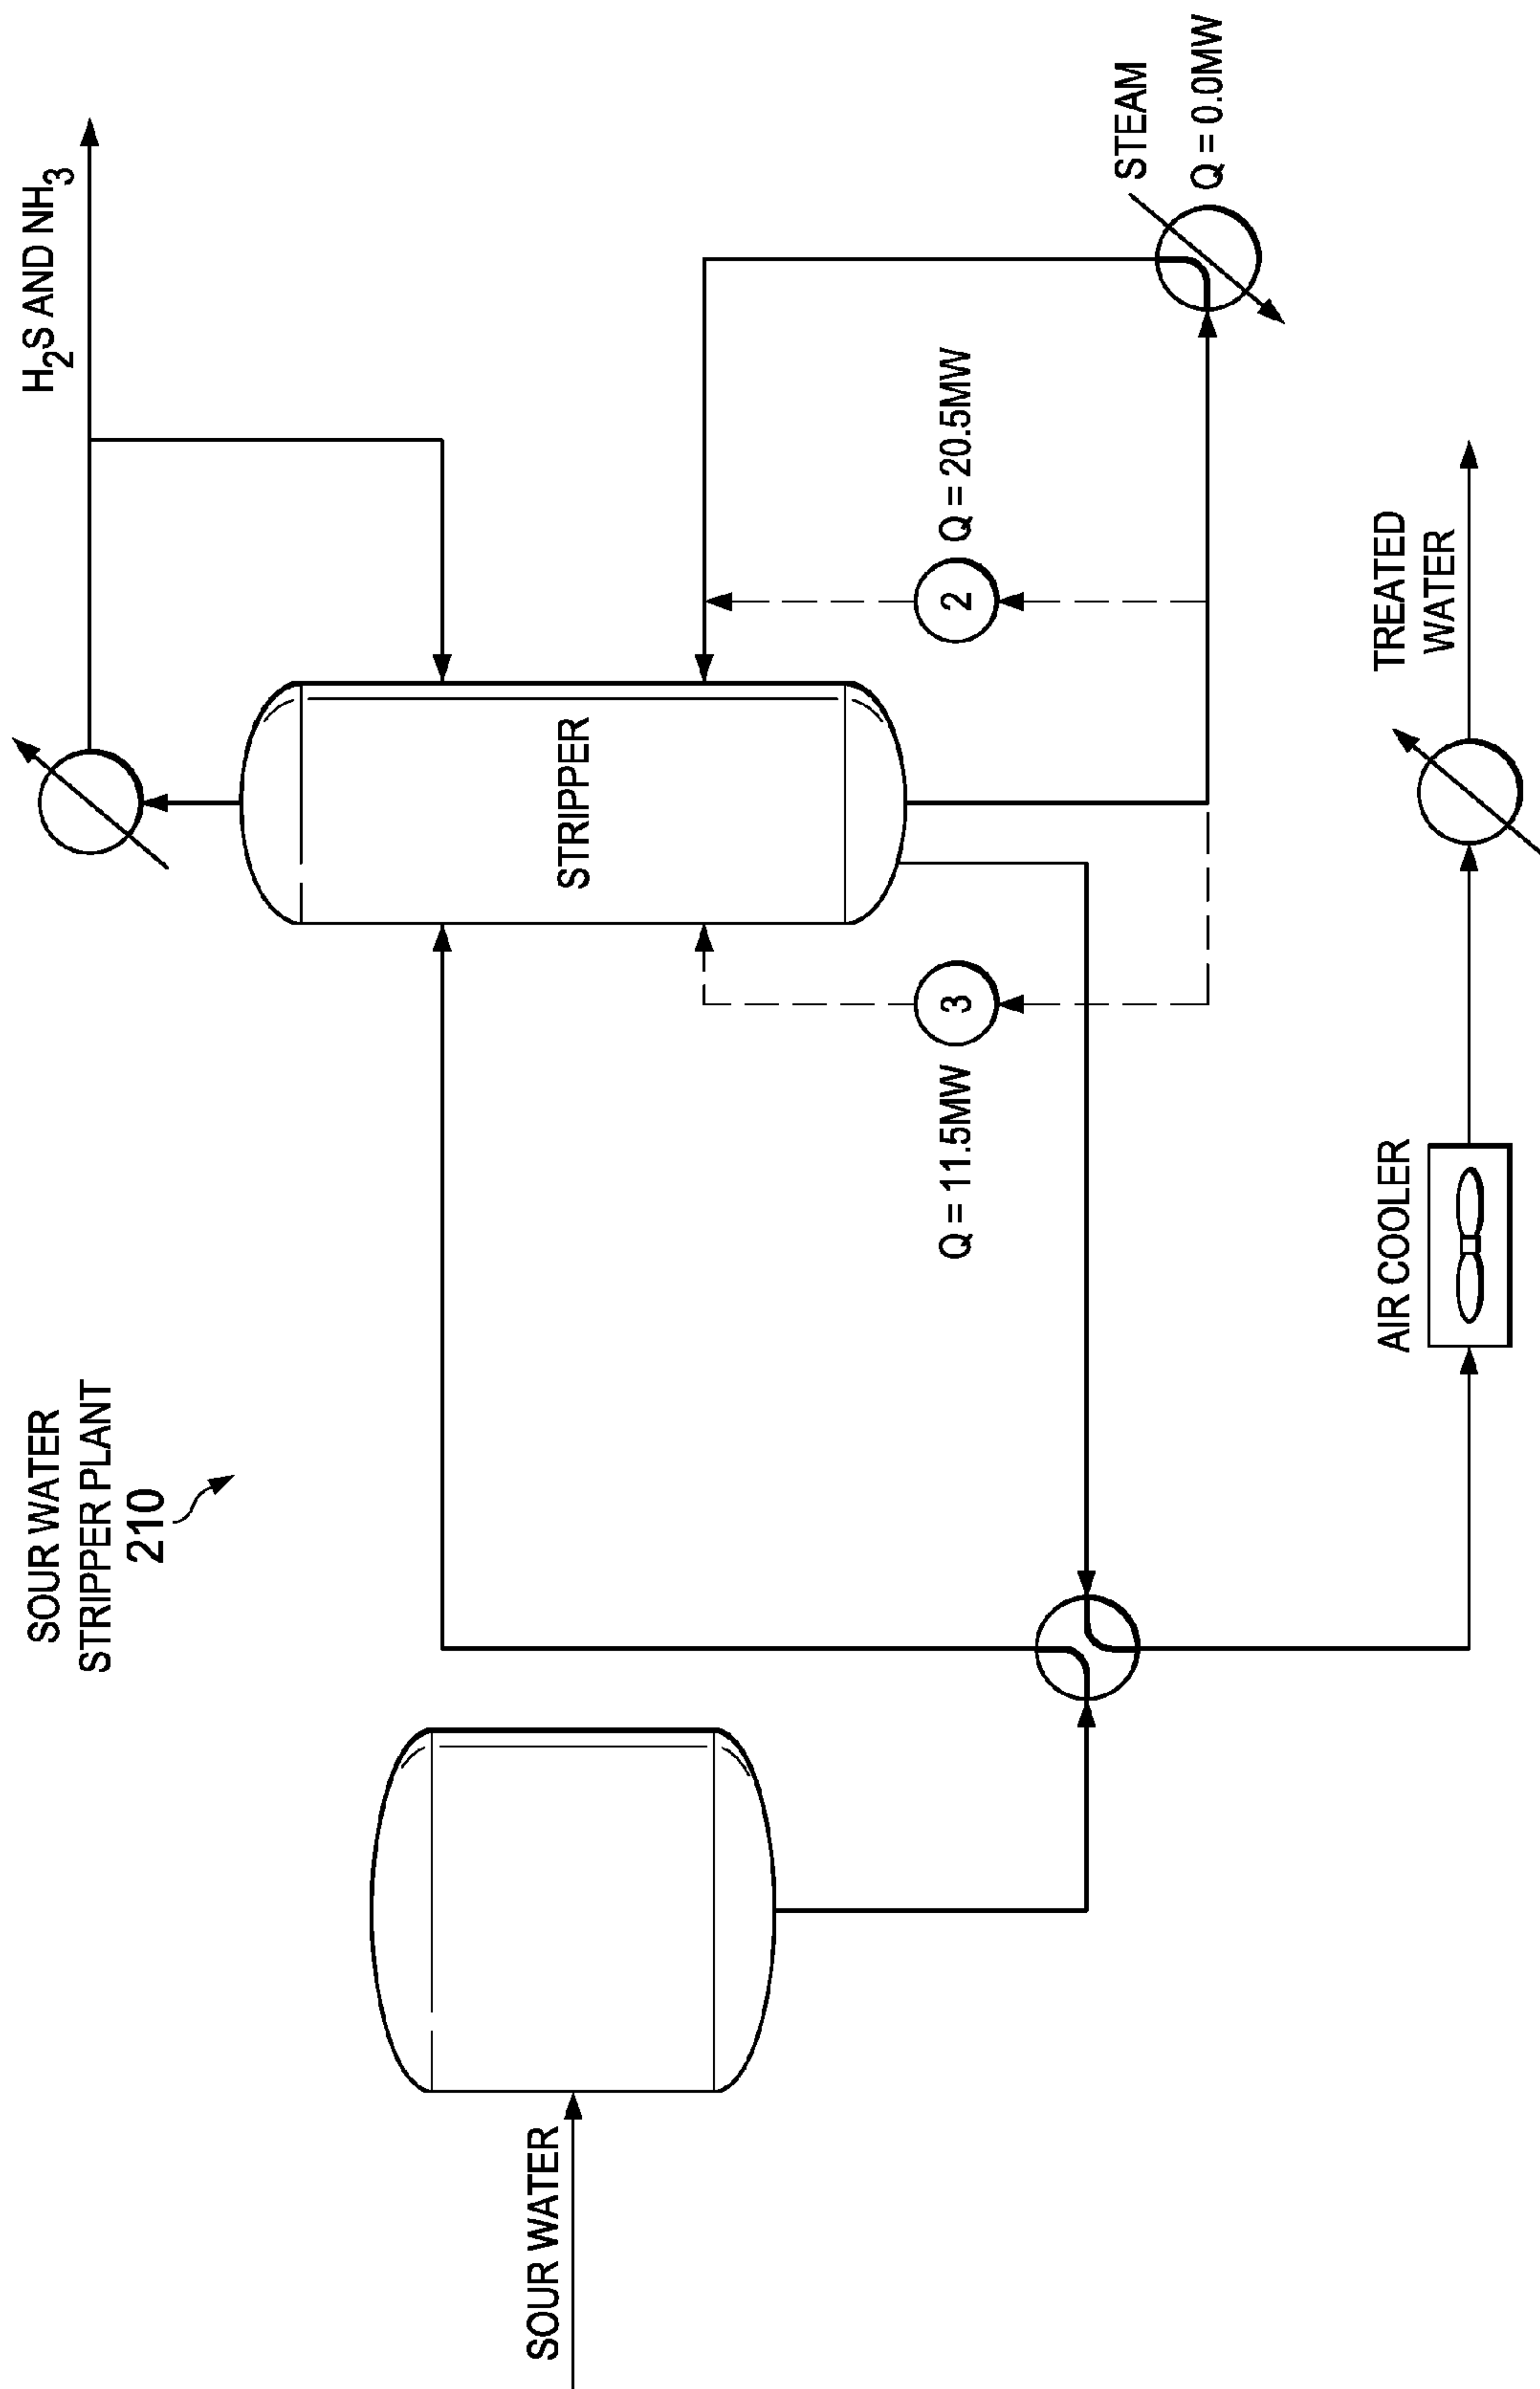 SOUR WATER
STRIPPER PLANT
210
H2S AND NH3
SOUR WATER
STRIPPER
Q = 11.5MW
3
2
Q = 20.5MW
STEAM
Q = 0.0MW
AIR COOLER
TREATED
WATER